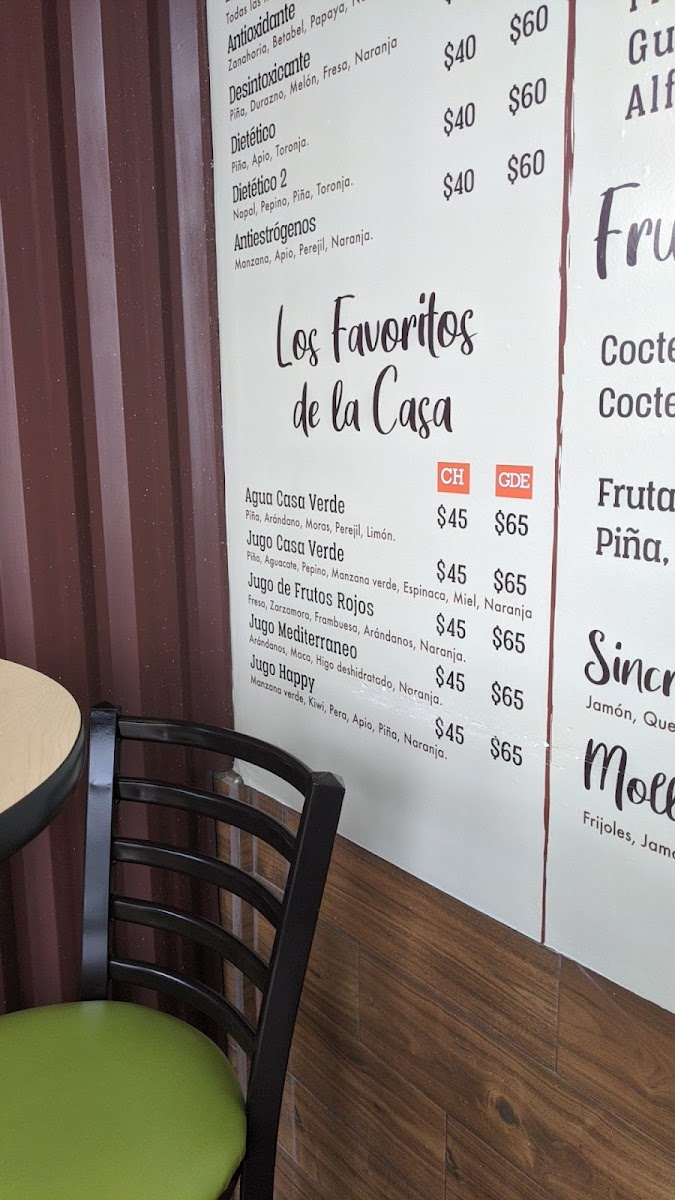 Todas las
Antioxidante
Zanahoria, Betabel, Papaya,
$60
Desintoxicante
Piña, Durazno, Melón, Fresa, Naranja
$40 $60
Dietético
Piña, Apio, Toronja.
$40 $60
Dietético 2
Nopal, Pepino, Piña, Toronja.
$40 $60
Antiestrógenos
Manzana, Apio, Perejil, Naranja.
Los Favoritos
de la Casa
CH GDE
Agua Casa Verde
Piña, Arándano, Moras, Perejil, Limón.
$45 $65
Jugo Casa Verde
Piña, Aguacate, Pepino, Manzana verde, Espinaca, Miel, Naranja
$45 $65
Jugo de Frutos Rojos
Fresa, Zarzamora, Frambuesa, Arándanos, Naranja.
$45 $65
Jugo Mediterraneo
Arándanos, Maca, Higo deshidratado, Naranja.
$45 $65
Jugo Happy
Manzana verde, Kiwi, Pera, Apio, Piña, Naranja.
$45 $65
Gu
Alf
Fru
Cocte
Cocte
Fruta
Piña,
Sincr
Jamón, Que
Moll
Frijoles, Jam